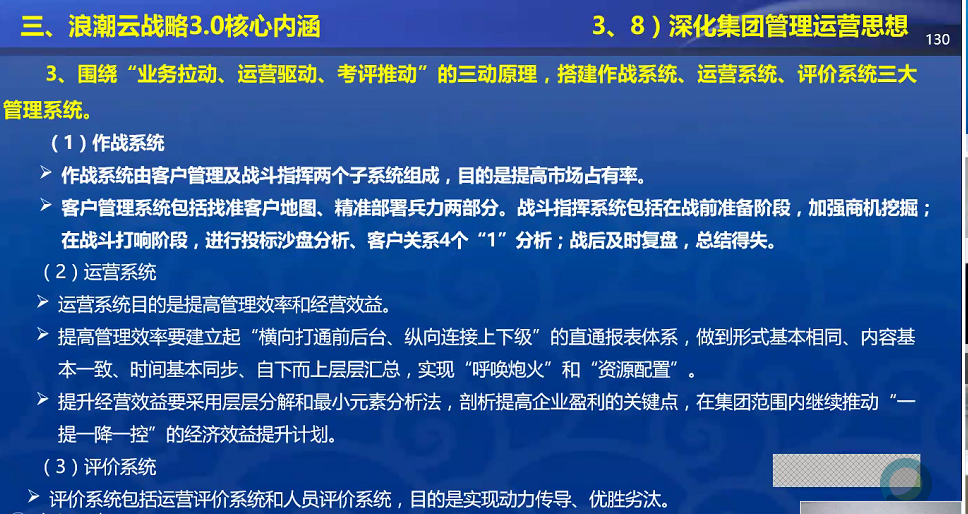 三、浪潮云战略3.0核心内涵
3、8）深化集团管理运营思想
130
3、围绕“业务拉动、运营驱动、考评推动”的三动原理，搭建作战系统、运营系统、评价系统三大
管理系统。
（1）作战系统
作战系统由客户管理及战斗指挥两个子系统组成，目的是提高市场占有率。
客户管理系统包括找准客户地图、精准部署兵力两部分。战斗指挥系统包括在战前准备阶段，加强商机挖掘；
在战斗打响阶段，进行投标沙盘分析、客户关系4个“1”分析；战后及时复盘，总结得失。
（2）运营系统
运营系统目的是提高管理效率和经营效益。
提高管理效率要建立起“横向打通前后台、纵向连接上下级”的直通报表体系，做到形式基本相同、内容基
本一致、时间基本同步、自下而上层层汇总，实现“呼唤炮火”和“资源配置”。
提升经营效益要采用层层分解和最小元素分析法，剖析提高企业盈利的关键点，在集团范围内继续推动“一
提一降一控”的经济效益提升计划。
（3）评价系统
评价系统包括运营评价系统和人员评价系统，目的是实现动力传导、优胜劣汰。